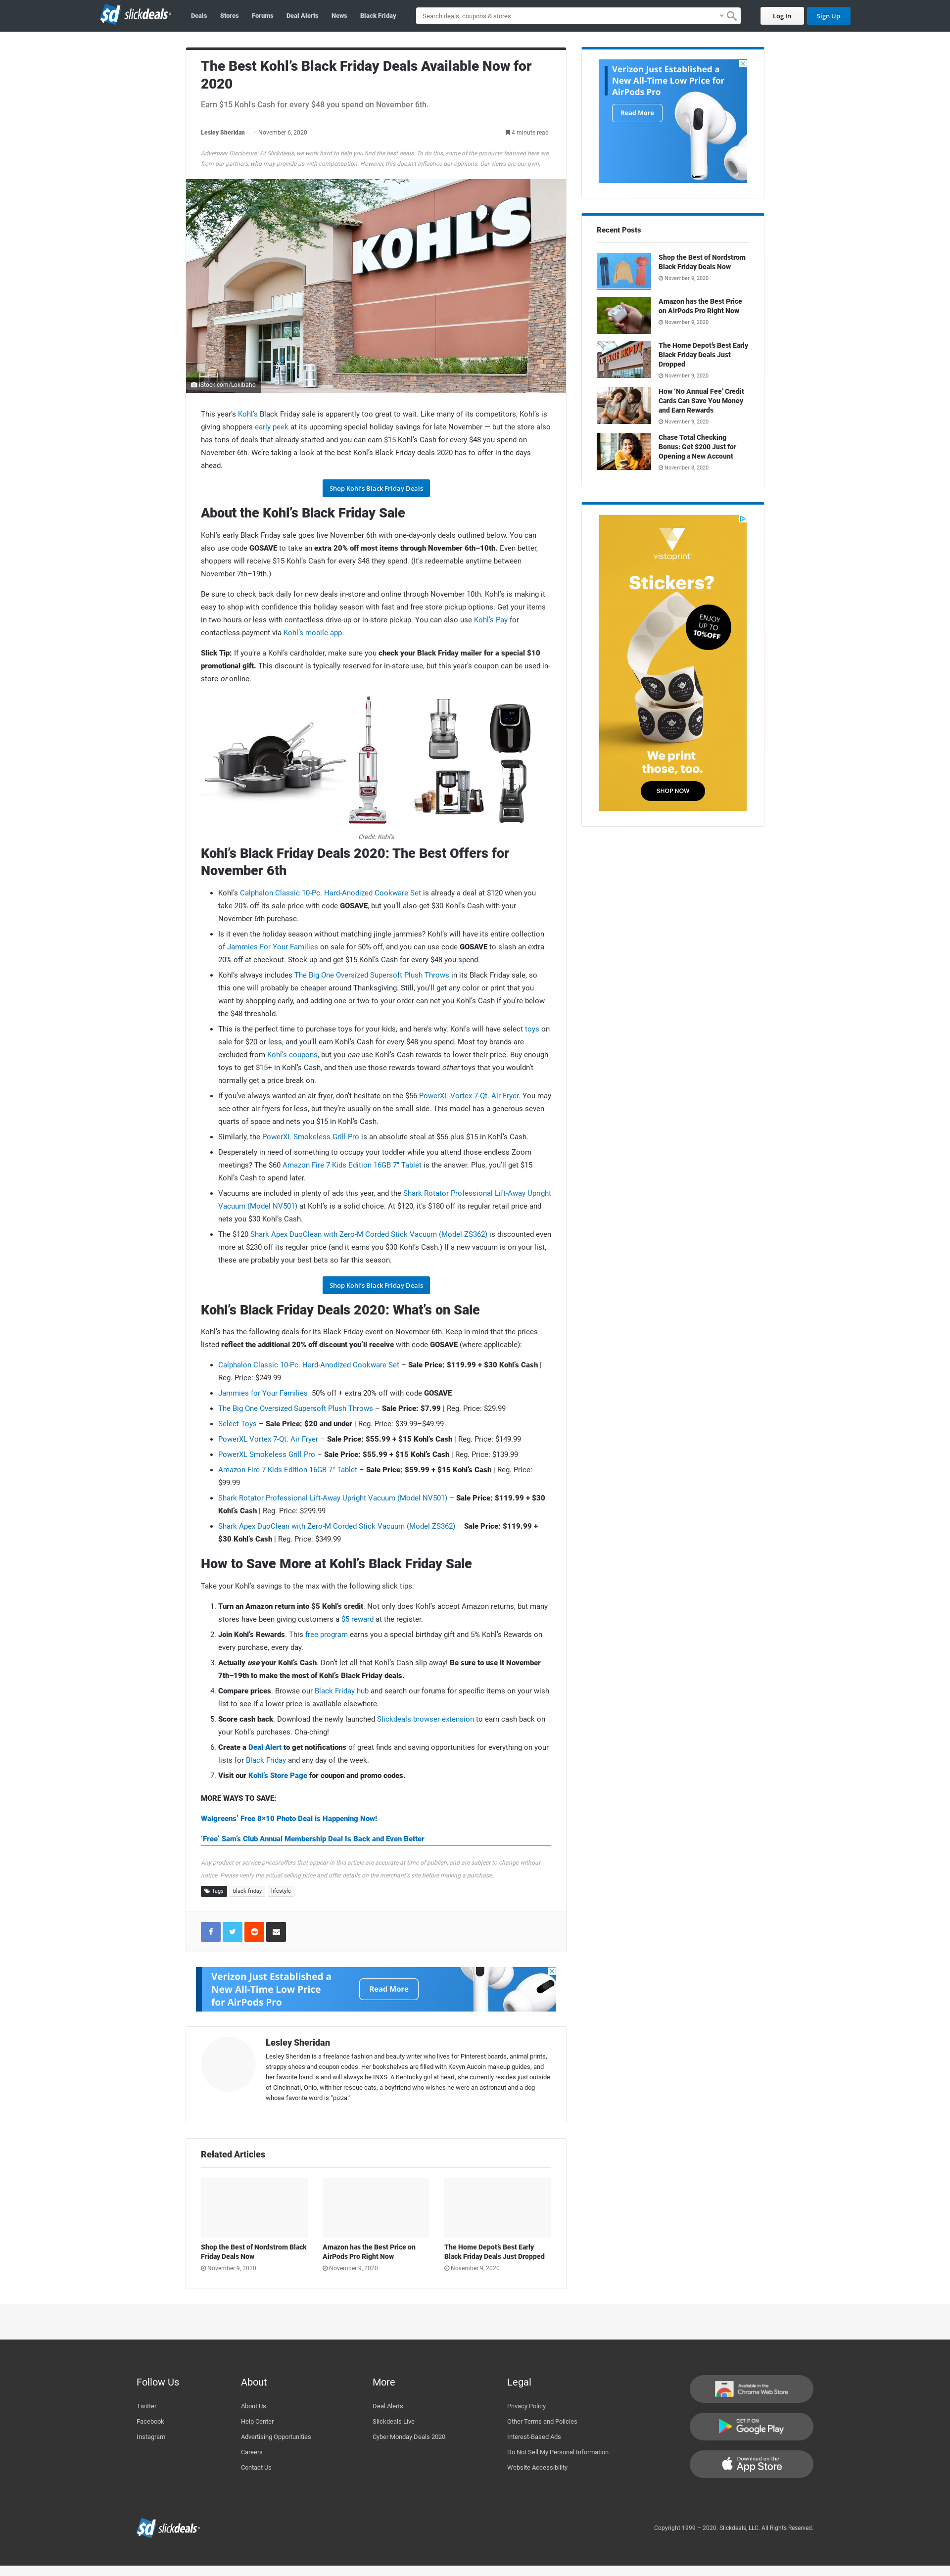 sd slickdeals
Deals Stores Forums Deal Alerts News Black Friday
Search deals, coupons & stores
Log In
Sign Up
The Best Kohl's Black Friday Deals Available Now for
2020
Earn $15 Kohl's Cash for every $48 you spend on November 6th.
Lesley Sheridan · November 6, 2020
4 minute read
Advertiser Disclosure: At Slickdeals, we work hard to help you find the best deals. To do this, some of the products featured here are
from our partners, who may provide us with compensation. However, this doesn't influence our opinions. Our views are our own.
KOHL'S
iStock.com/LokiBaho
This year's Kohl's Black Friday sale is apparently too great to wait. Like many of its competitors, Kohl's is
giving shoppers early peek at its upcoming special holiday savings for late November — but the store also
has tons of deals that already started and you can earn $15 Kohl's Cash for every $48 you spend on
November 6th. We're taking a look at the best Kohl's Black Friday deals 2020 has to offer in the days
ahead.
Shop Kohl's Black Friday Deals
About the Kohl's Black Friday Sale
Kohl's early Black Friday sale goes live November 6th with one-day-only deals outlined below. You can
also use code GOSAVE to take an extra 20% off most items through November 6th–10th. Even better,
shoppers will receive $15 Kohl's Cash for every $48 they spend. (It's redeemable anytime between
November 7th–19th.)
Be sure to check back daily for new deals in-store and online through November 10th. Kohl's is making it
easy to shop with confidence this holiday season with fast and free store pickup options. Get your items
in two hours or less with contactless drive-up or in-store pickup. You can also use Kohl's Pay for
contactless payment via Kohl's mobile app.
Slick Tip: If you're a Kohl's cardholder, make sure you check your Black Friday mailer for a special $10
promotional gift. This discount is typically reserved for in-store use, but this year's coupon can be used in-
store or online.
Credit: Kohl's
Kohl's Black Friday Deals 2020: The Best Offers for
November 6th
• Kohl's Calphalon Classic 10-Pc. Hard-Anodized Cookware Set is already a deal at $120 when you
take 20% off its sale price with code GOSAVE, but you'll also get $30 Kohl's Cash with your
November 6th purchase.
• Is it even the holiday season without matching jingle jammies? Kohl's will have its entire collection
of Jammies For Your Families on sale for 50% off, and you can use code GOSAVE to slash an extra
20% off at checkout. Stock up and get $15 Kohl's Cash for every $48 you spend.
• Kohl's always includes The Big One Oversized Supersoft Plush Throws in its Black Friday sale, so
this one will probably be cheaper around Thanksgiving. Still, you'll get any color or print that you
want by shopping early, and adding one or two to your order can net you Kohl's Cash if you're below
the $48 threshold.
• This is the perfect time to purchase toys for your kids, and here's why. Kohl's will have select toys on
sale for $20 or less, and you'll earn Kohl's Cash for every $48 you spend. Most toy brands are
excluded from Kohl's coupons, but you can use Kohl's Cash rewards to lower their price. Buy enough
toys to get $15+ in Kohl's Cash, and then use those rewards toward other toys that you wouldn't
normally get a price break on.
• If you've always wanted an air fryer, don't hesitate on the $56 PowerXL Vortex 7-Qt. Air Fryer. You may
see other air fryers for less, but they're usually on the small side. This model has a generous seven
quarts of space and nets you $15 in Kohl's Cash.
• Similarly, the PowerXL Smokeless Grill Pro is an absolute steal at $56 plus $15 in Kohl's Cash.
• Desperately in need of something to occupy your toddler while you attend those endless Zoom
meetings? The $60 Amazon Fire 7 Kids Edition 16GB 7" Tablet is the answer. Plus, you'll get $15
Kohl's Cash to spend later.
• Vacuums are included in plenty of ads this year, and the Shark Rotator Professional Lift-Away Upright
Vacuum (Model NV501) at Kohl's is a solid choice. At $120, it's $180 off its regular retail price and
nets you $30 Kohl's Cash.
• The $120 Shark Apex DuoClean with Zero-M Corded Stick Vacuum (Model ZS362) is discounted even
more at $230 off its regular price (and it earns you $30 Kohl's Cash.) If a new vacuum is on your list,
these are probably your best bets so far this season.
Shop Kohl's Black Friday Deals
Kohl's Black Friday Deals 2020: What's on Sale
Kohl's has the following deals for its Black Friday event on November 6th. Keep in mind that the prices
listed reflect the additional 20% off discount you'll receive with code GOSAVE (where applicable):
• Calphalon Classic 10-Pc. Hard-Anodized Cookware Set – Sale Price: $119.99 + $30 Kohl's Cash |
Reg. Price: $249.99
• Jammies for Your Families 50% off + extra 20% off with code GOSAVE
• The Big One Oversized Supersoft Plush Throws – Sale Price: $7.99 | Reg. Price: $29.99
• Select Toys – Sale Price: $20 and under | Reg. Price: $39.99–$49.99
• PowerXL Vortex 7-Qt. Air Fryer – Sale Price: $55.99 + $15 Kohl's Cash | Reg. Price: $149.99
• PowerXL Smokeless Grill Pro – Sale Price: $55.99 + $15 Kohl's Cash | Reg. Price: $139.99
• Amazon Fire 7 Kids Edition 16GB 7" Tablet – Sale Price: $59.99 + $15 Kohl's Cash | Reg. Price:
$99.99
• Shark Rotator Professional Lift-Away Upright Vacuum (Model NV501) – Sale Price: $119.99 + $30
Kohl's Cash | Reg. Price: $299.99
• Shark Apex DuoClean with Zero-M Corded Stick Vacuum (Model ZS362) – Sale Price: $119.99 +
$30 Kohl's Cash | Reg. Price: $349.99
How to Save More at Kohl's Black Friday Sale
Take your Kohl's savings to the max with the following slick tips:
1. Turn an Amazon return into $5 Kohl's credit. Not only does Kohl's accept Amazon returns, but many
stores have been giving customers a $5 reward at the register.
2. Join Kohl's Rewards. This free program earns you a special birthday gift and 5% Kohl's Rewards on
every purchase, every day.
3. Actually use your Kohl's Cash. Don't let all that Kohl's Cash slip away! Be sure to use it November
7th–19th to make the most of Kohl's Black Friday deals.
4. Compare prices. Browse our Black Friday hub and search our forums for specific items on your wish
list to see if a lower price is available elsewhere.
5. Score cash back. Download the newly launched Slickdeals browser extension to earn cash back on
your Kohl's purchases. Cha-ching!
6. Create a Deal Alert to get notifications of great finds and saving opportunities for everything on your
lists for Black Friday and any day of the week.
7. Visit our Kohl's Store Page for coupon and promo codes.
MORE WAYS TO SAVE:
Walgreens' Free 8×10 Photo Deal is Happening Now!
'Free' Sam's Club Annual Membership Deal Is Back and Even Better
Any product or service prices/offers that appear in this article are accurate at time of publish, and are subject to change without
notice. Please verify the actual selling price and offer details on the merchant's site before making a purchase.
Tags black-friday lifestyle
Verizon Just Established a
New All-Time Low Price
for AirPods Pro
Read More
Lesley Sheridan
Lesley Sheridan is a freelance fashion and beauty writer who lives for Pinterest boards, animal prints,
strappy shoes and coupon codes. Her bookshelves are filled with Kevyn Aucoin makeup guides, and
her favorite band is and will always be INXS. A Kentucky girl at heart, she currently resides just outside
of Cincinnati, Ohio, with her rescue cats, a boyfriend who wishes he were an astronaut and a dog
whose favorite word is "pizza."
Related Articles
Shop the Best of Nordstrom Black
Friday Deals Now
November 9, 2020
Amazon has the Best Price on
AirPods Pro Right Now
November 9, 2020
The Home Depot's Best Early
Black Friday Deals Just Dropped
November 9, 2020
Verizon Just Established a
New All-Time Low Price for
AirPods Pro
Read More
Recent Posts
Shop the Best of Nordstrom
Black Friday Deals Now
November 9, 2020
Amazon has the Best Price
on AirPods Pro Right Now
November 9, 2020
The Home Depot's Best Early
Black Friday Deals Just
Dropped
November 9, 2020
How 'No Annual Fee' Credit
Cards Can Save You Money
and Earn Rewards
November 9, 2020
Chase Total Checking
Bonus: Get $200 Just for
Opening a New Account
November 8, 2020
vistaprint
Stickers?
ENJOY
UP TO
10%OFF
We print
those, too.
SHOP NOW
Follow Us
Twitter
Facebook
Instagram
About
About Us
Help Center
Advertising Opportunities
Careers
Contact Us
More
Deal Alerts
Slickdeals Live
Cyber Monday Deals 2020
Legal
Privacy Policy
Other Terms and Policies
Interest-Based Ads
Do Not Sell My Personal Information
Website Accessibility
Available in the
Chrome Web Store
GET IT ON
Google Play
Download on the
App Store
sd slickdeals
Copyright 1999 – 2020. Slickdeals, LLC. All Rights Reserved.